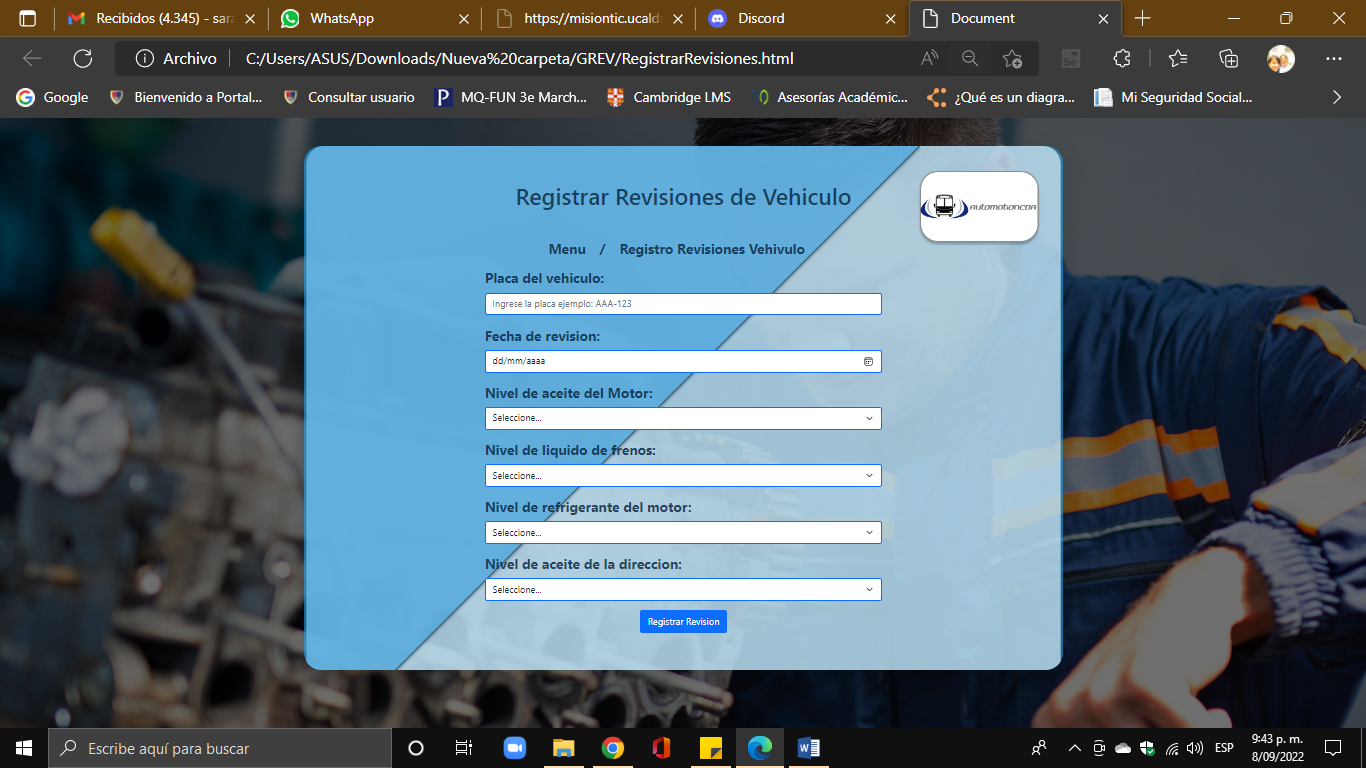 Recibidos (4.345) - sara
WhatsApp
https://misiontic.ucalda
Discord
Document
Archivo
C:/Users/ASUS/Downloads/Nueva%20carpeta/GREV/RegistrarRevisiones.html
Google
Bienvenido a Portal...
Consultar usuario
MQ-FUN 3e March...
Cambridge LMS
Asesorías Académic...
¿Qué es un diagra...
Mi Seguridad Social...
Registrar Revisiones de Vehiculo
AUTOMATIONCDA
Menu / Registro Revisiones Vehivulo
Placa del vehiculo:
Ingrese la placa ejemplo: AAA-123
Fecha de revision:
dd/mm/aaaa
Nivel de aceite del Motor:
Seleccione...
Nivel de liquido de frenos:
Seleccione...
Nivel de refrigerante del motor:
Seleccione...
Nivel de aceite de la direccion:
Seleccione...
Registrar Revision
Escribe aquí para buscar
ESP
9:43 p. m.
8/09/2022